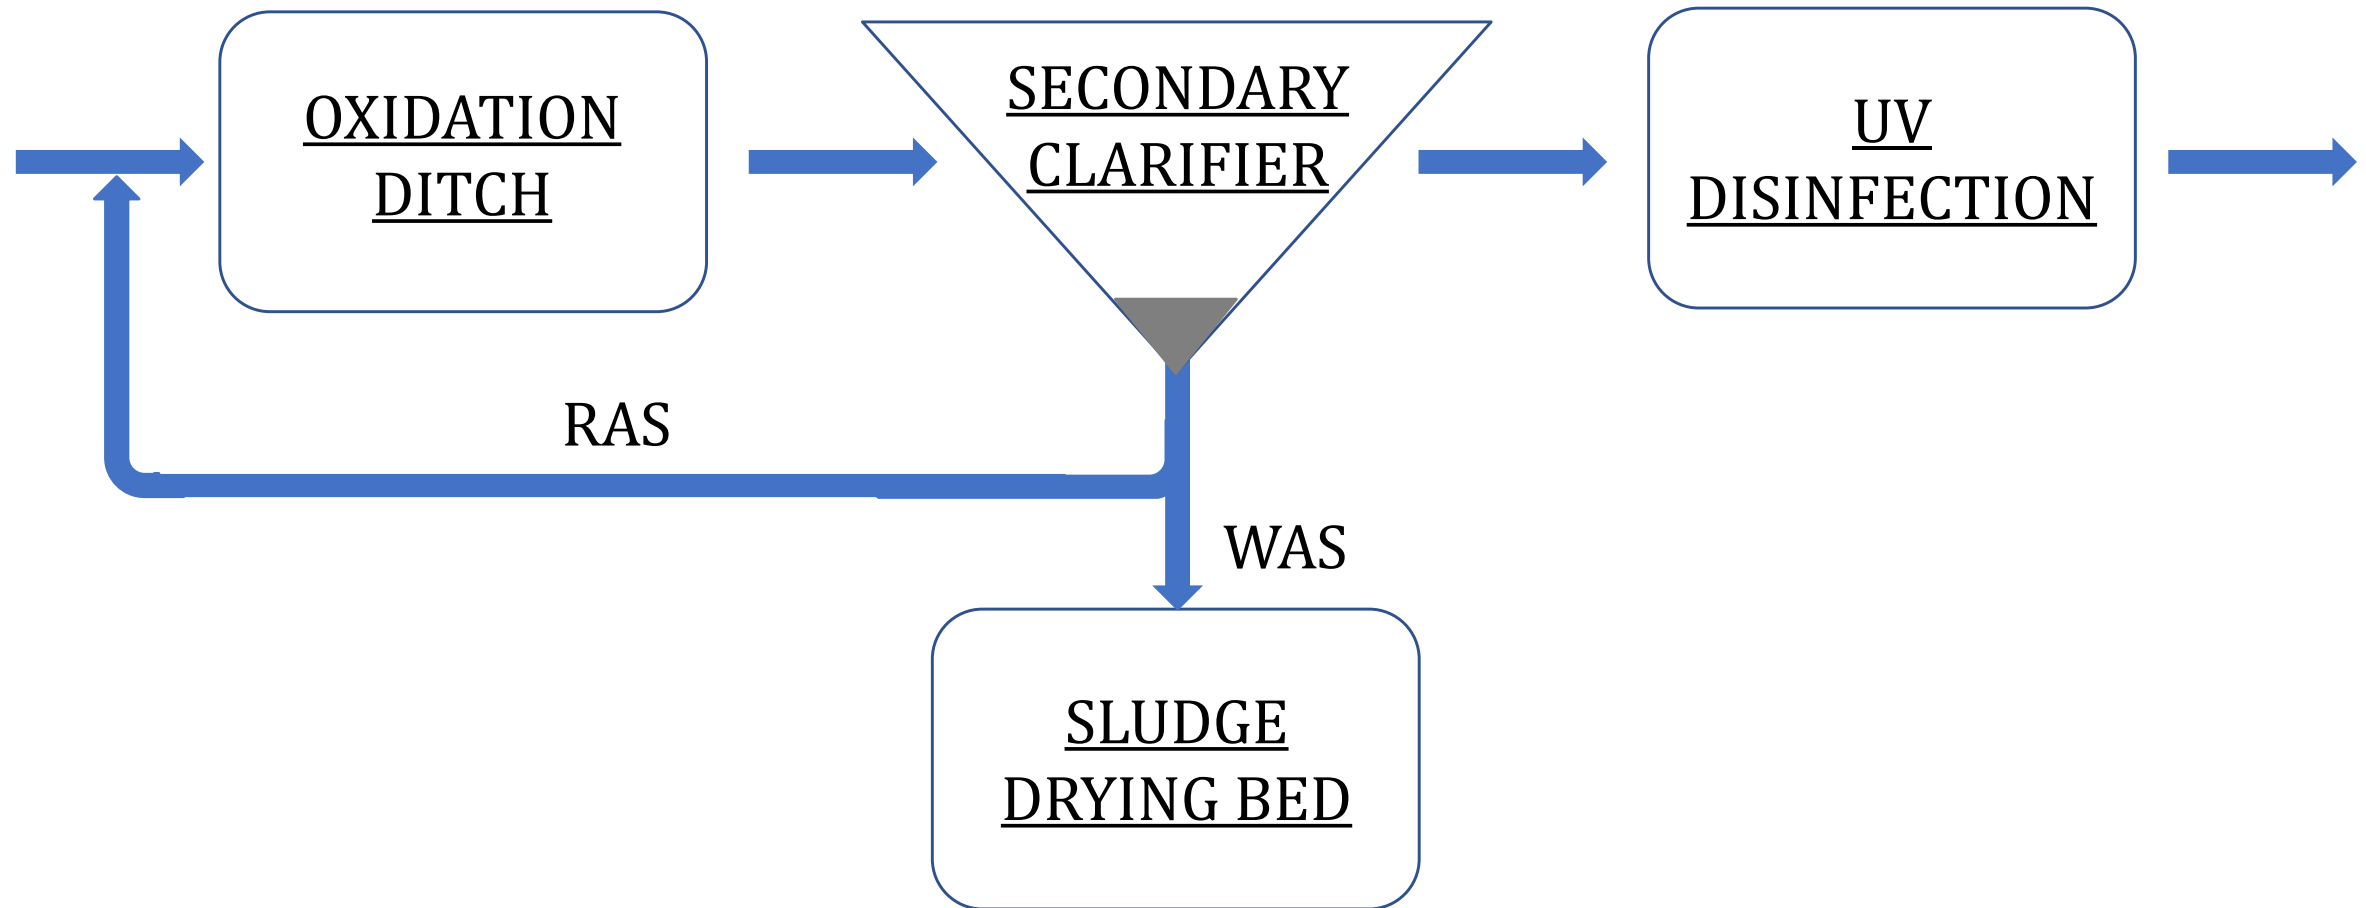 OXIDATION
DITCH
SECONDARY
CLARIFIER
UV
DISINFECTION
RAS
WAS
SLUDGE
DRYING BED